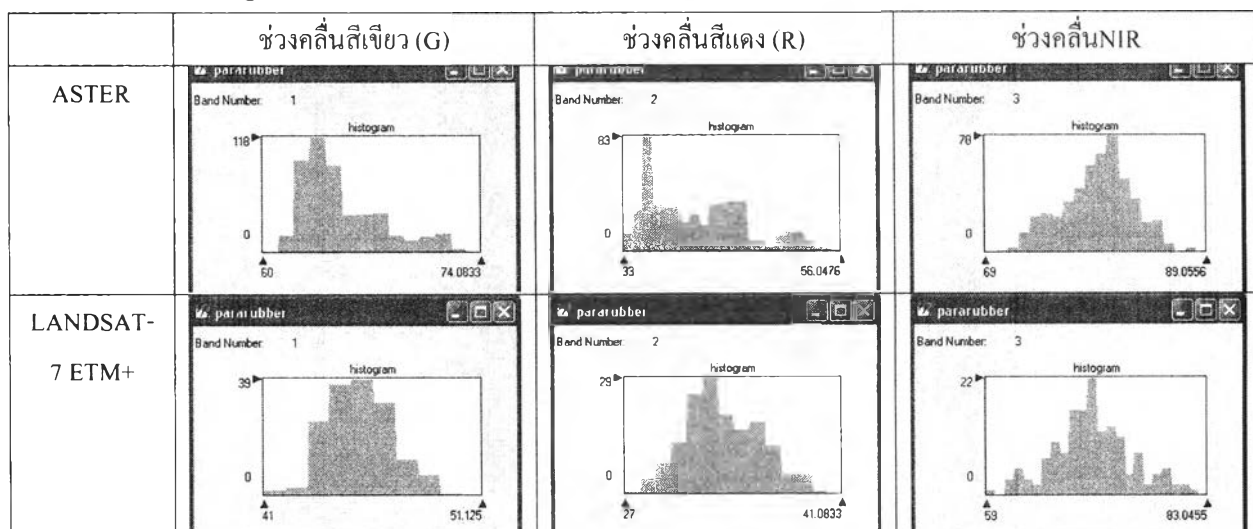 ช่วงคลื่นสีเขียว (G) ช่วงคลื่นสีแดง (R) ช่วงคลื่นNIR
ASTER
pararubber
Band Number: 1
histogram
118
0
60 74.0833
pararubber
Band Number: 2
histogram
83
0
33 56.0476
pararubber
Band Number: 3
histogram
78
0
69 89.0556
LANDSAT-
7 ETM+
pararubber
Band Number: 1
histogram
39
0
41 51.125
pararubber
Band Number: 2
histogram
29
0
27 41.0833
pararubber
Band Number: 3
histogram
22
0
59 83.0455